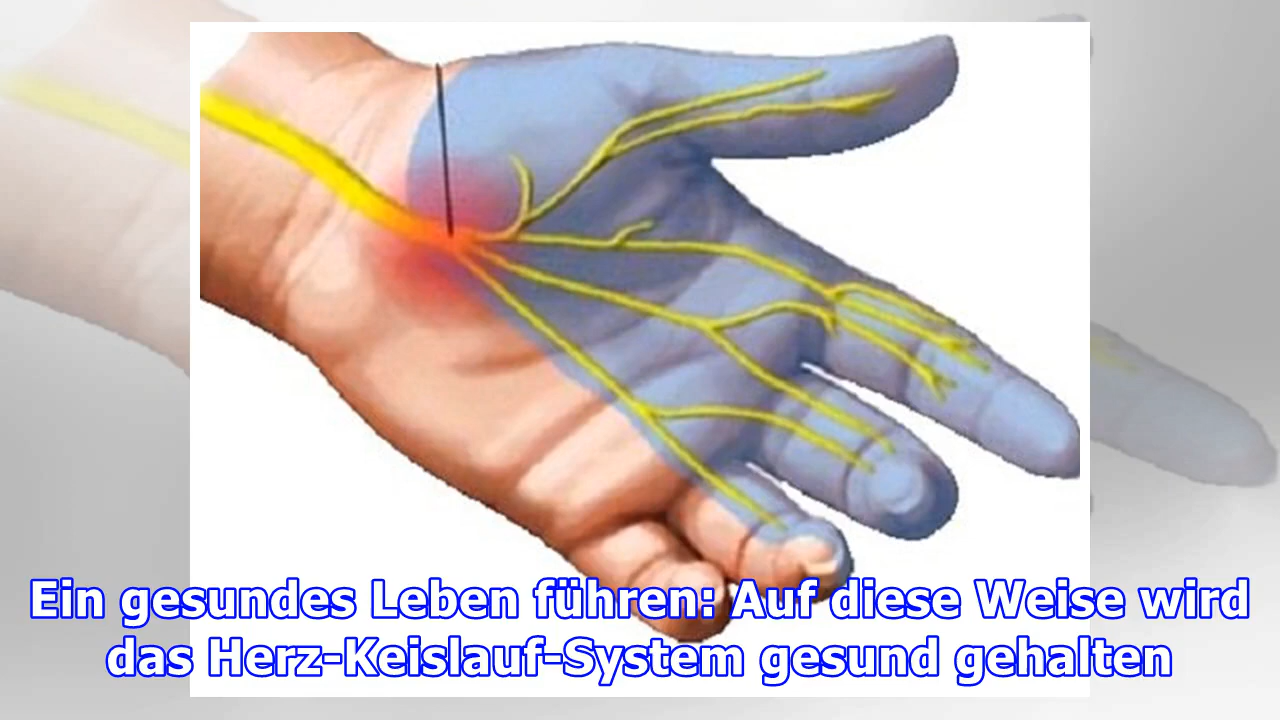 Ein gesundes Leben führen: Auf diese Weise wird
das Herz-Keislauf-System gesund gehalten